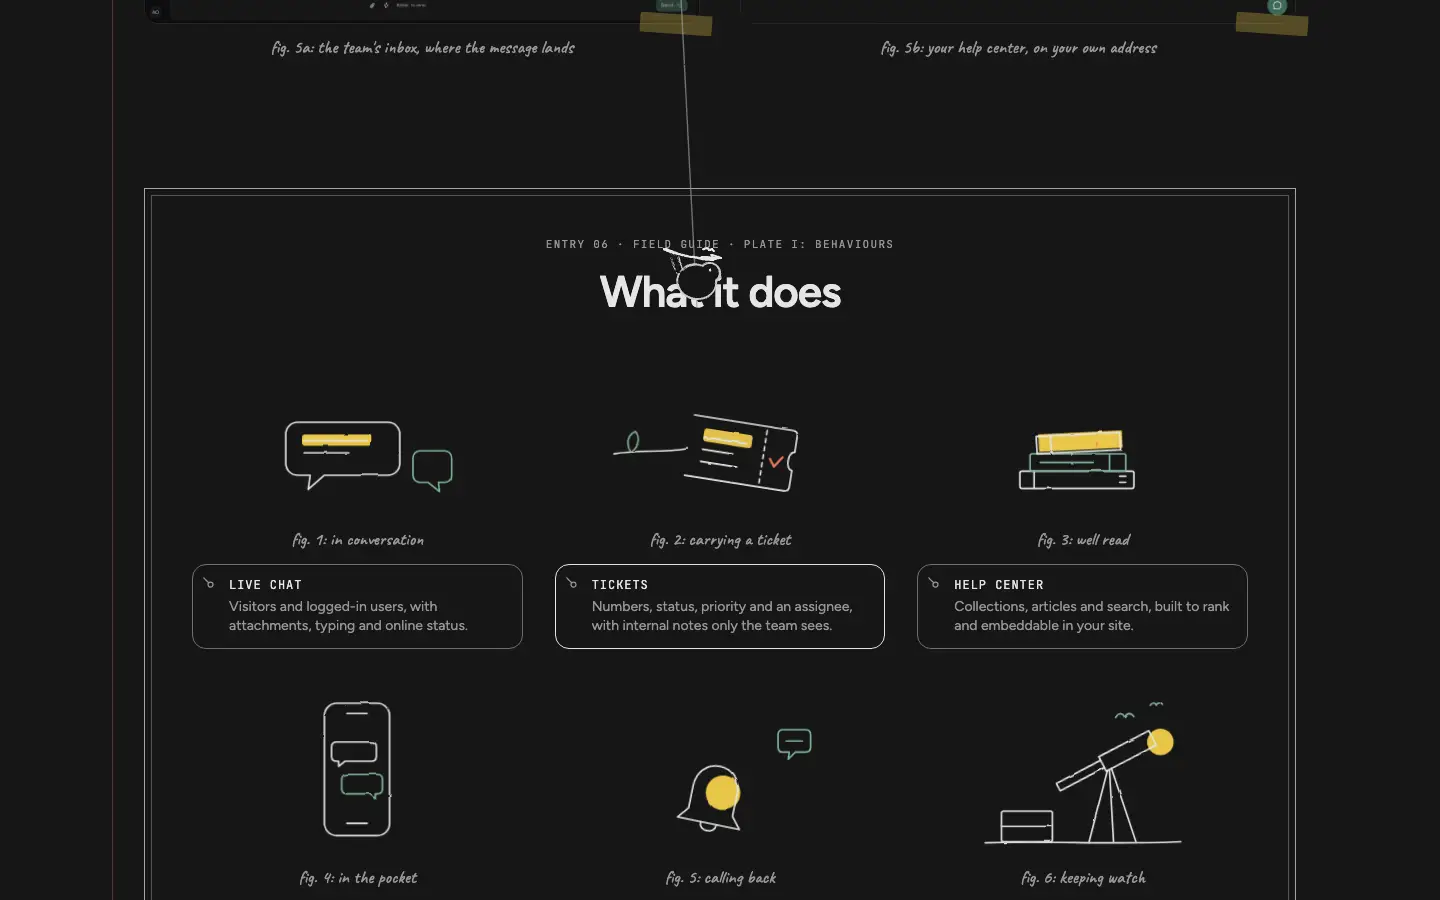 fig. 5a: the team's inbox, where the message lands
fig. 5b: your help center, on your own address
ENTRY 06 · FIELD GUIDE · PLATE I: BEHAVIOURS
What it does
fig. 1: in conversation
fig. 2: carrying a ticket
fig. 3: well read
LIVE CHAT
Visitors and logged-in users, with
attachments, typing and online status.
TICKETS
Numbers, status, priority and an assignee,
with internal notes only the team sees.
HELP CENTER
Collections, articles and search, built to rank
and embeddable in your site.
fig. 4: in the pocket
fig. 5: calling back
fig. 6: keeping watch